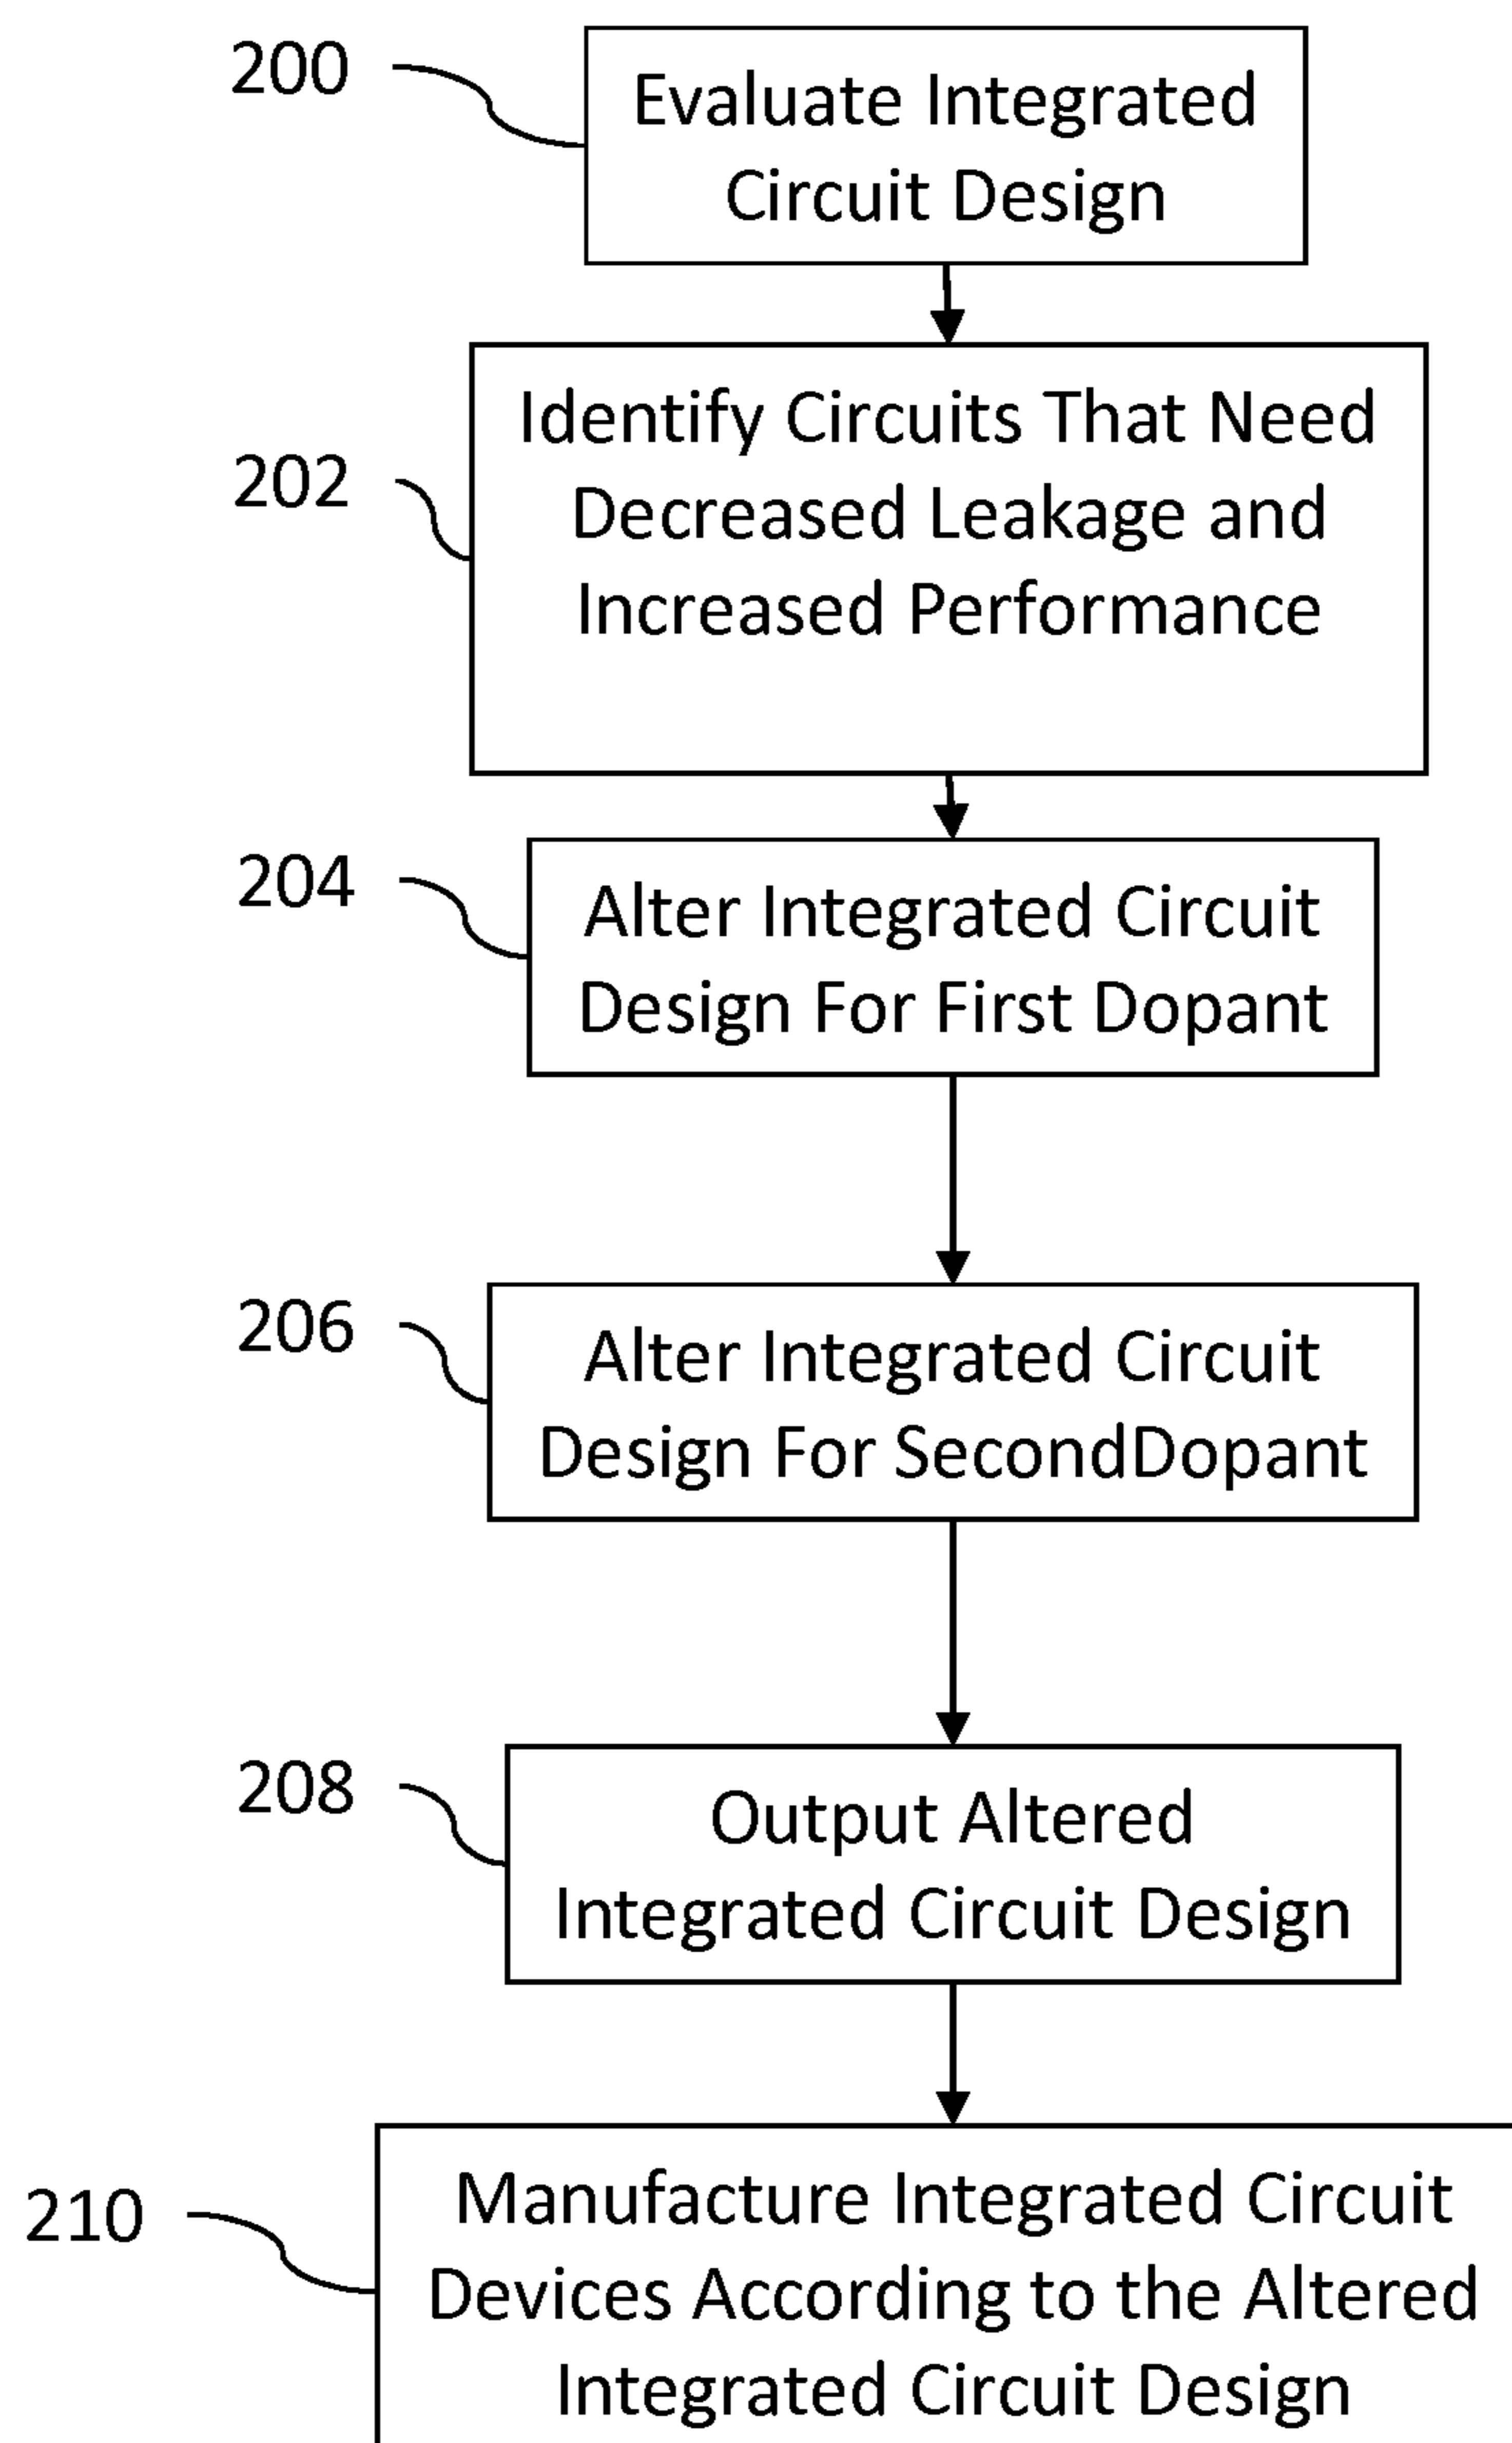 200
Evaluate Integrated
Circuit Design
202
Identify Circuits That Need
Decreased Leakage and
Increased Performance
204
Alter Integrated Circuit
Design For First Dopant
206
Alter Integrated Circuit
Design For SecondDopant
208
Output Altered
Integrated Circuit Design
210
Manufacture Integrated Circuit
Devices According to the Altered
Integrated Circuit Design